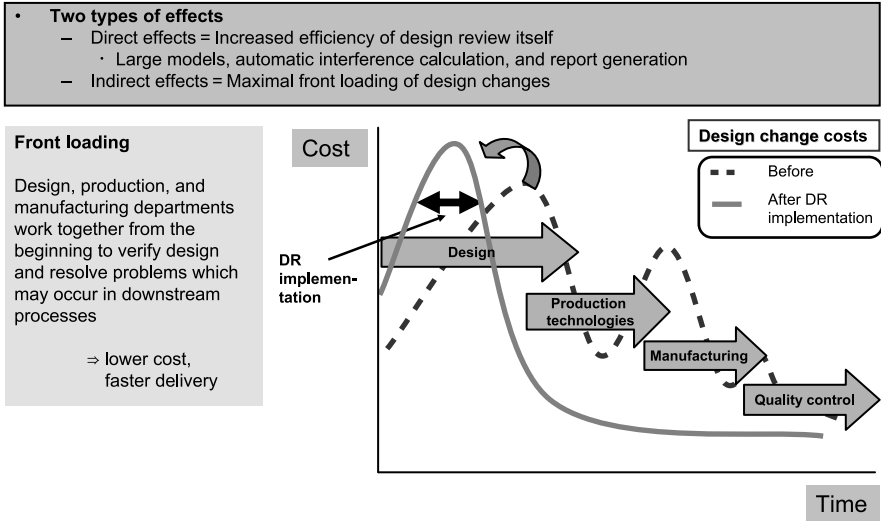 • Two types of effects
– Direct effects = Increased efficiency of design review itself
· Large models, automatic interference calculation, and report generation
– Indirect effects = Maximal front loading of design changes
Front loading
Design, production, and
manufacturing departments
work together from the
beginning to verify design
and resolve problems which
may occur in downstream
processes
⇒ lower cost,
faster delivery
Cost
Design change costs
Before
After DR
implementation
DR
implemen-
tation
Design
Production
technologies
Manufacturing
Quality control
Time